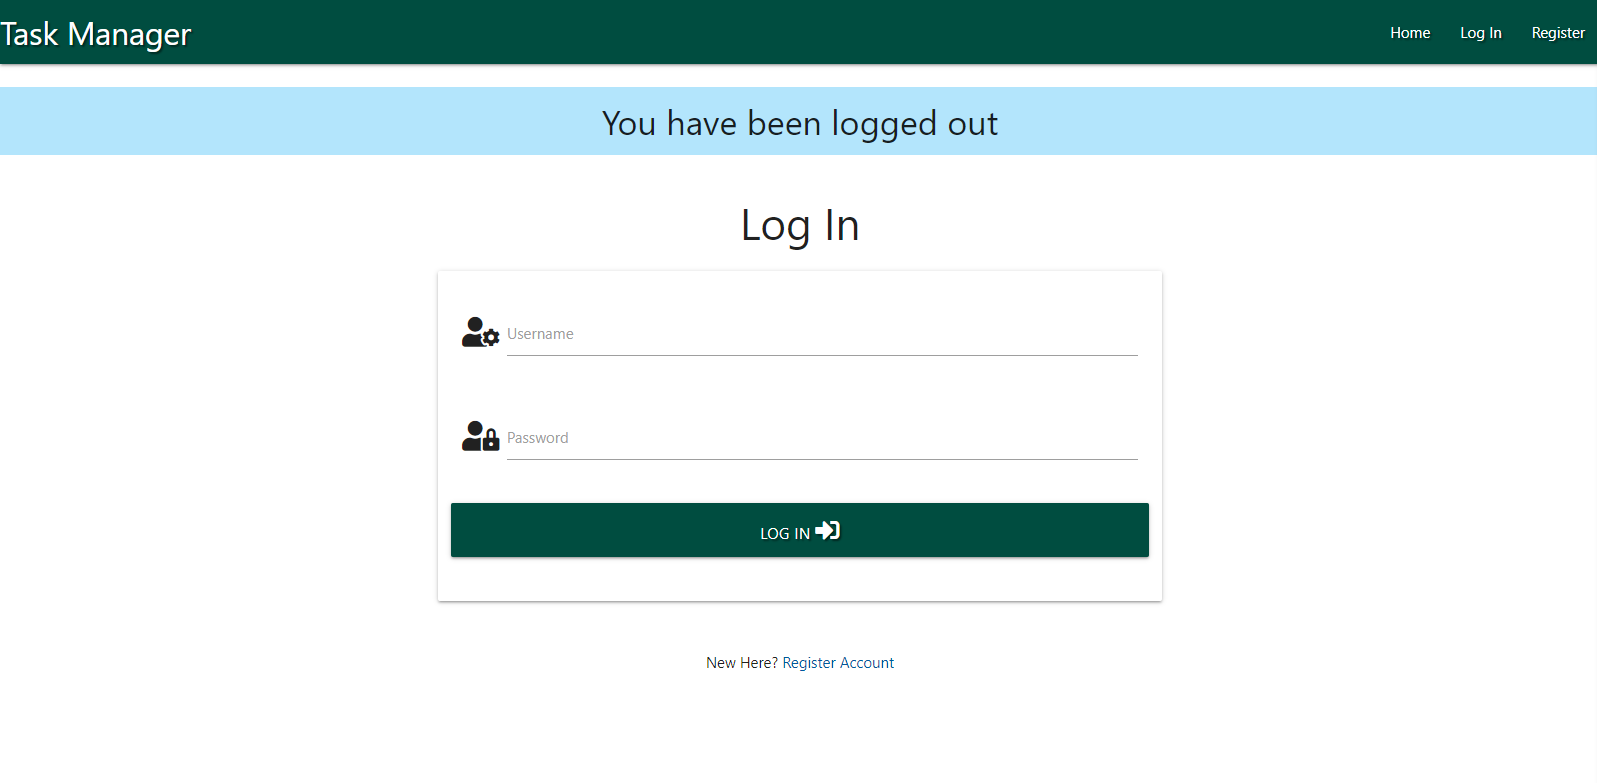 Task Manager
Home Log In Register
You have been logged out
Log In
Username
Password
LOG IN
New Here? Register Account